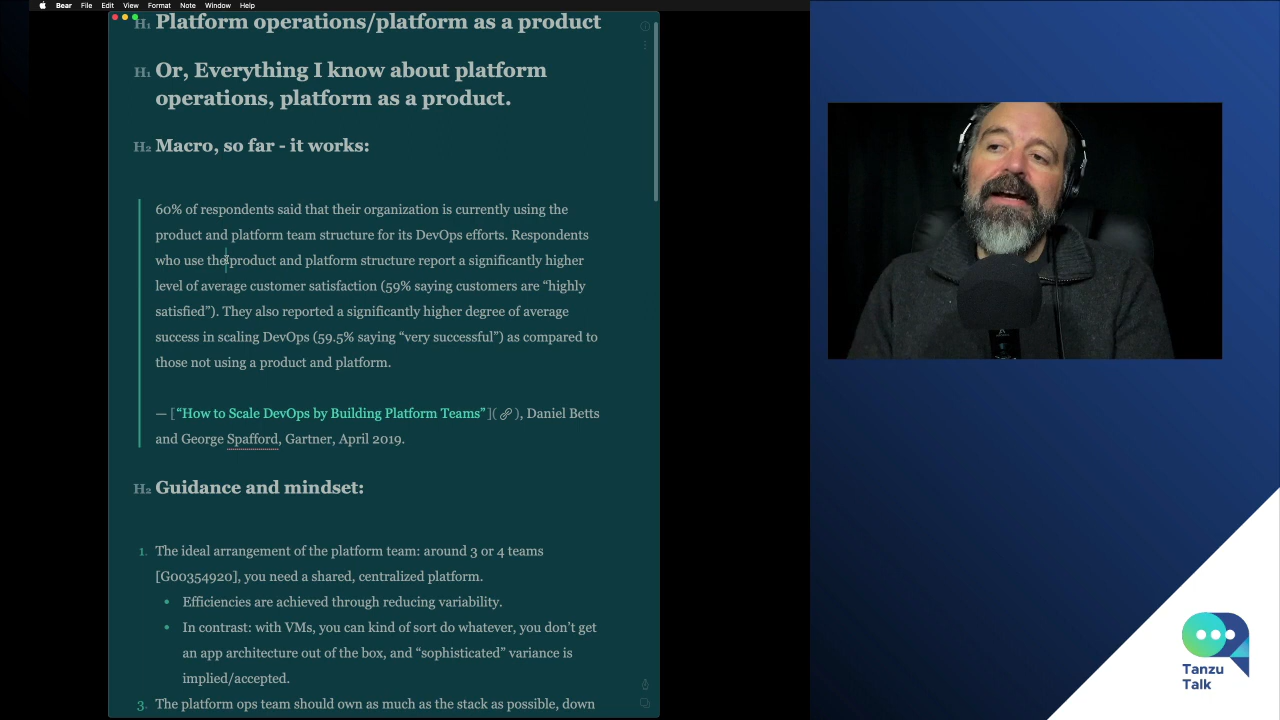 Bear File Edit View Format Note Window Help
H1 Platform operations/platform as a product
H1 Or, Everything I know about platform
operations, platform as a product.
H2 Macro, so far - it works:
60% of respondents said that their organization is currently using the
product and platform team structure for its DevOps efforts. Respondents
who use the product and platform structure report a significantly higher
level of average customer satisfaction (59% saying customers are “highly
satisfied”). They also reported a significantly higher degree of average
success in scaling DevOps (59.5% saying “very successful”) as compared to
those not using a product and platform.
— [“How to Scale DevOps by Building Platform Teams”](), Daniel Betts
and George Spafford, Gartner, April 2019.
H2 Guidance and mindset:
1. The ideal arrangement of the platform team: around 3 or 4 teams
[G00354920], you need a shared, centralized platform.
• Efficiencies are achieved through reducing variability.
• In contrast: with VMs, you can kind of sort do whatever, you don’t get
an app architecture out of the box, and “sophisticated” variance is
implied/accepted.
3. The platform ops team should own as much as the stack as possible, down
Tanzu
Talk